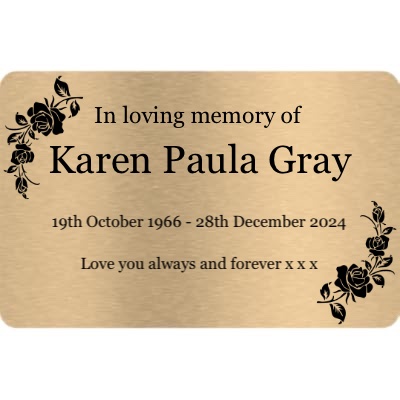 In loving memory of
Karen Paula Gray
19th October 1966 - 28th December 2024
Love you always and forever x x x